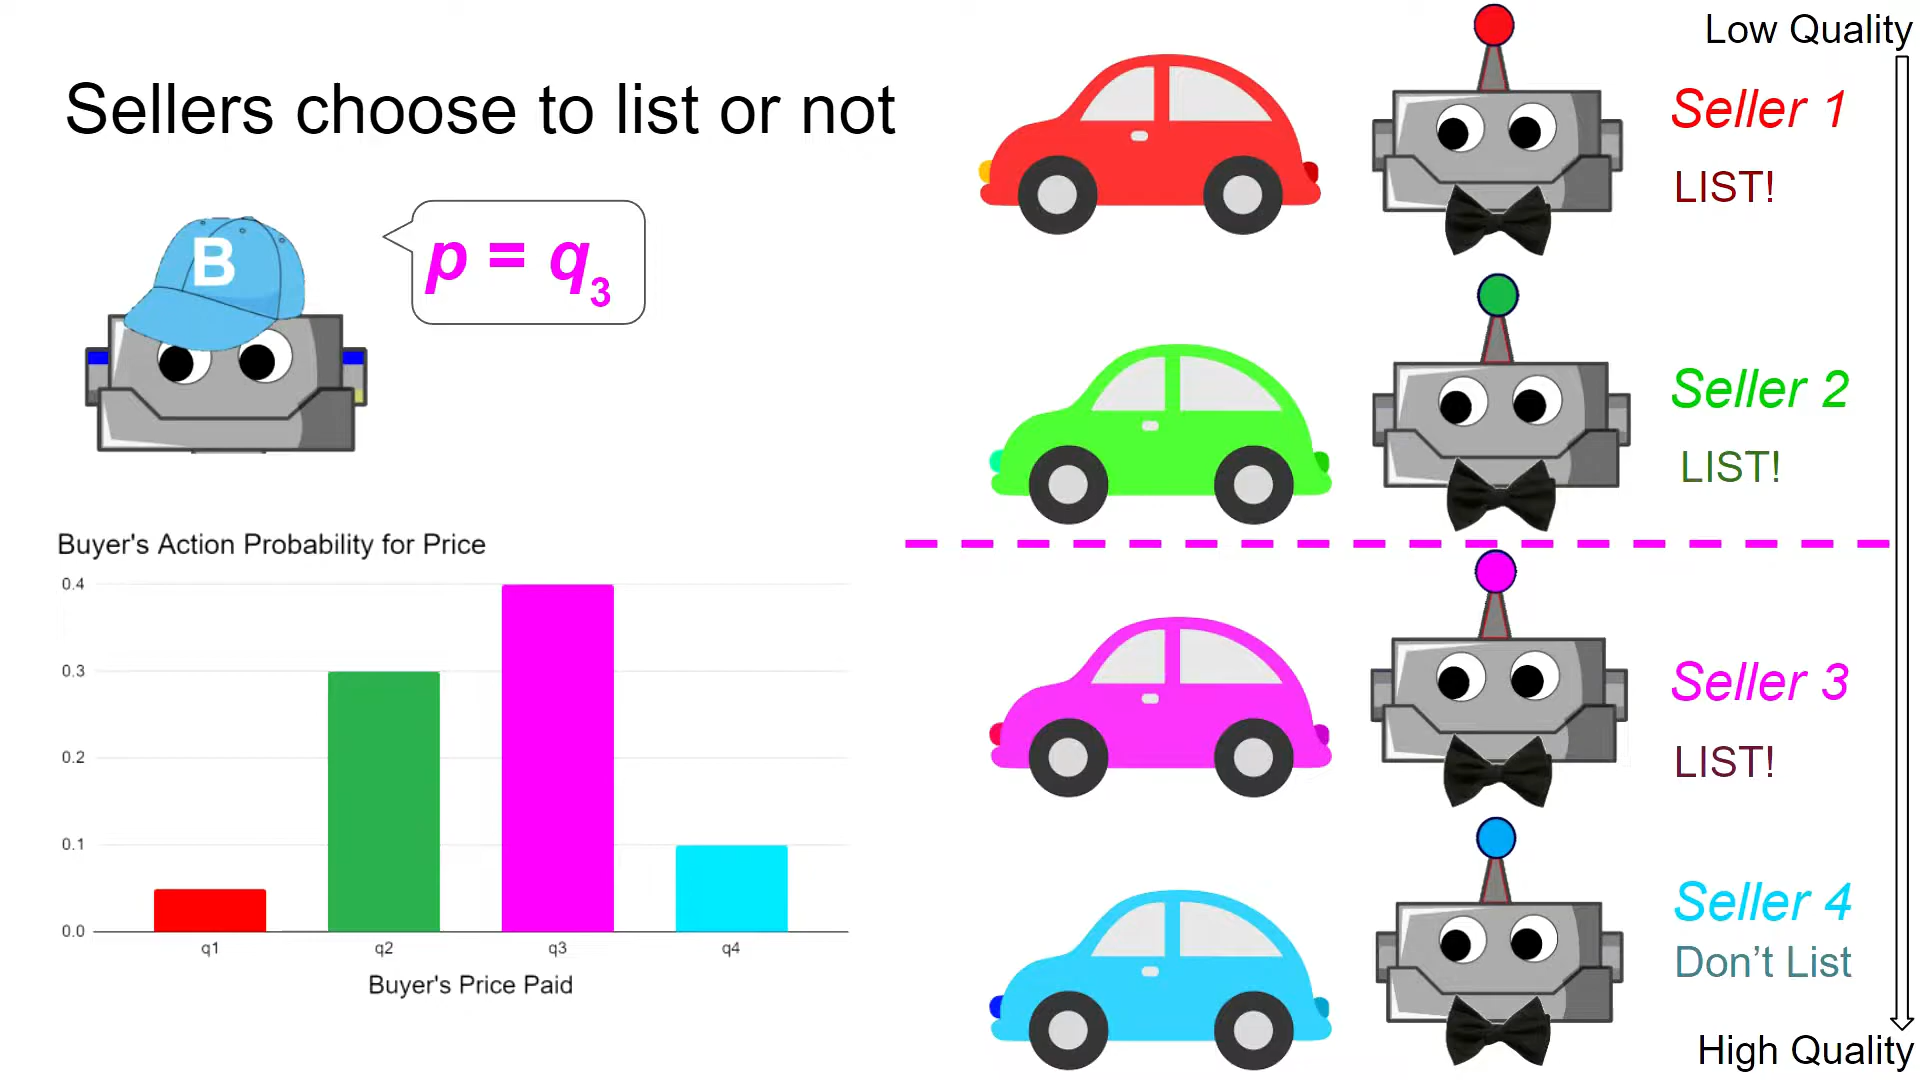 Sellers choose to list or not
B
p = q3
Buyer's Action Probability for Price
0.4
0.3
0.2
0.1
0.0
q1 q2 q3 q4
Buyer's Price Paid
Low Quality
Seller 1
LIST!
Seller 2
LIST!
Seller 3
LIST!
Seller 4
Don’t List
High Quality